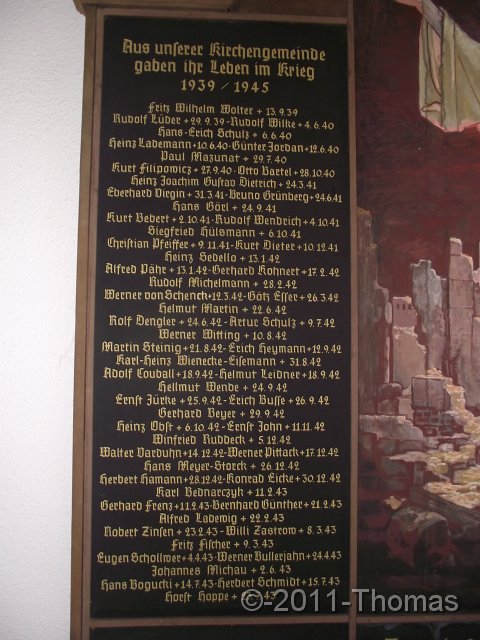 Aus unserer Kirchengemeinde
gaben ihr Leben im Krieg
1939 / 1945
Fritz Wilhelm Wolter + 13.9.39
Rudolf Lüder + 29.9.39 - Rudolf Wilke + 4.6.40
Hans-Erich Schulz + 6.6.40
Heinz Lademann + 10.6.40 - Günter Jordan + 12.6.40
Paul Mazunat + 29.7.40
Kurt Filipowicz + 27.9.40 - Otto Bartel + 28.10.40
Heinz Joachim Gustav Dietrich + 24.3.41
Eberhard Virgin + 31.3.41 - Bruno Grünberg + 24.6.41
Hans Görl + 24.9.41
Kurt Bebert + 2.10.41 - Rudolf Wendrich + 4.10.41
Siegfried Hülsmann + 6.10.41
Christian Pfeiffer + 9.11.41 - Kurt Dieter + 10.12.41
Heinz Sedello + 13.1.42
Alfred Pähr + 13.1.42 - Gerhard Kohnert + 17.2.42
Rudolf Michelmann + 28.2.42
Werner von Schenck + 12.3.42 - Götz Esser + 26.3.42
Helmut Martin + 22.6.42
Rolf Dengler + 24.6.42 - Artur Schulz + 9.7.42
Werner Witting + 10.8.42
Martin Steinig + 21.8.42 - Erich Heymann + 12.9.42
Karl-Heinz Wienecke-Eisemann + 31.8.42
Adolf Couball + 18.9.42 - Helmut Leidner + 18.9.42
Hellmut Wende + 24.9.42
Ernst Jürke + 25.9.42 - Erich Busse + 26.9.42
Gerhard Beyer + 29.9.42
Heinz Obst + 6.10.42 - Ernst John + 11.11.42
Winfried Ruddeck + 5.12.42
Walter Darduhn + 14.12.42 - Werner Pittack + 17.12.42
Hans Meyer-Storck + 26.12.42
Herbert Hamann + 28.12.42 - Konrad Eicke + 30.12.42
Karl Bednarczyk + 11.2.43
Gerhard Frenz + 11.2.43 - Bernhard Günther + 21.2.43
Alfred Ladewig + 22.2.43
Robert Zinsen + 23.2.43 - Willi Zastrow + 8.3.43
Fritz Fischer + 9.3.43
Eugen Schollwer + 4.4.43 - Werner Bullerjahn + 24.4.43
Johannes Michau + 2.6.43
Hans Bogucki + 14.7.43 - Herbert Schmidt + 15.7.43
Horst Hoppe +
©-2011-Thomas